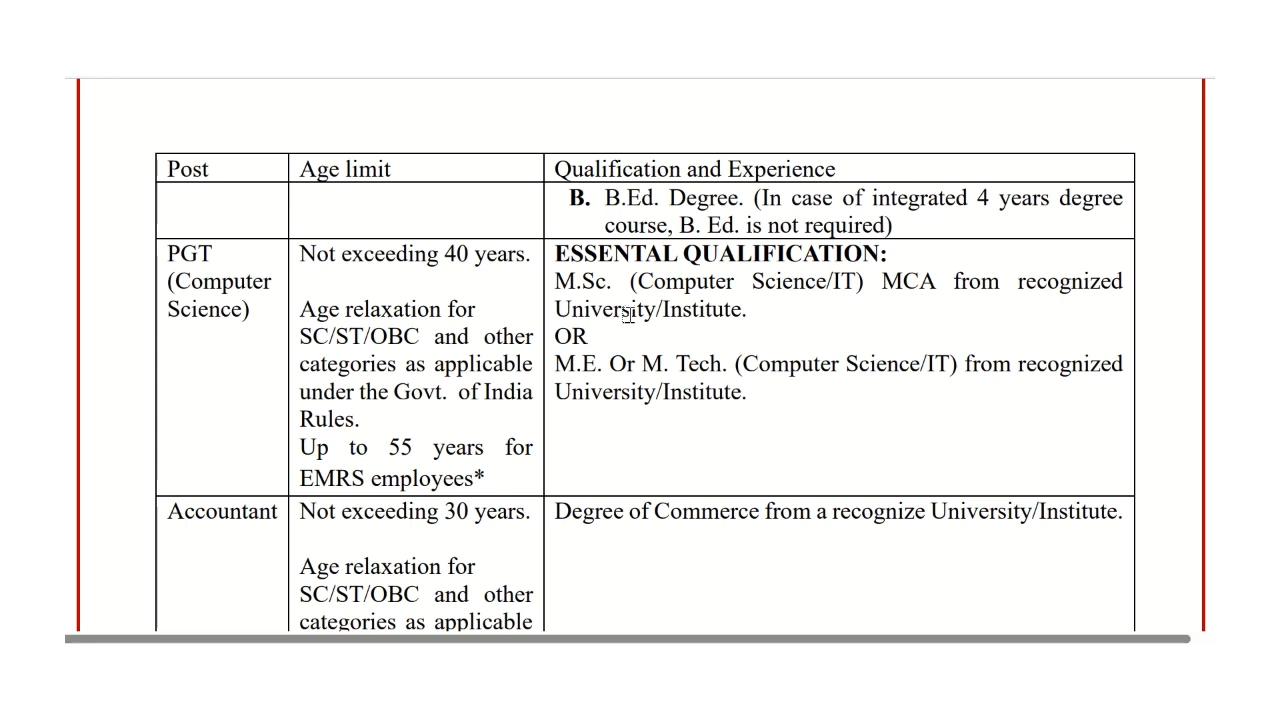 Post Age limit Qualification and Experience
B. B.Ed. Degree. (In case of integrated 4 years degree
course, B. Ed. is not required)
PGT
(Computer
Science)
Not exceeding 40 years.
Age relaxation for
SC/ST/OBC and other
categories as applicable
under the Govt. of India
Rules.
Up to 55 years for
EMRS employees*
ESSENTAL QUALIFICATION:
M.Sc. (Computer Science/IT) MCA from recognized
University/Institute.
OR
M.E. Or M. Tech. (Computer Science/IT) from recognized
University/Institute.
Accountant
Not exceeding 30 years.
Age relaxation for
SC/ST/OBC and other
categories as applicable
Degree of Commerce from a recognize University/Institute.